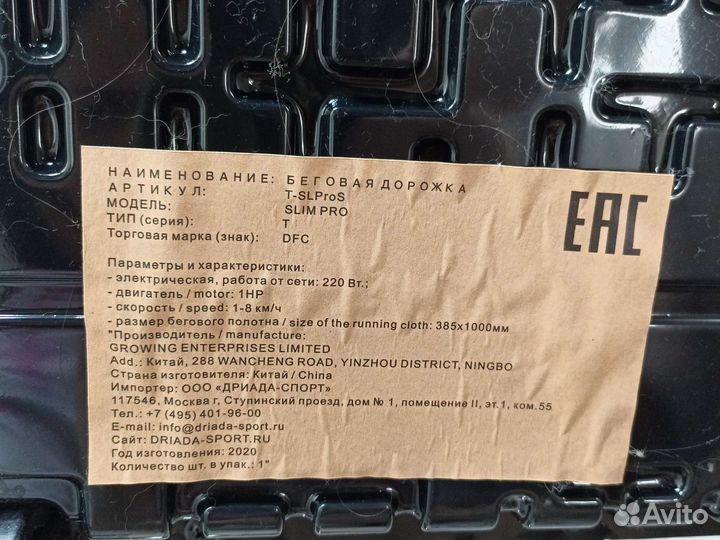 НАИМЕНОВАНИЕ: БЕГОВАЯ ДОРОЖКА
АРТИКУЛ: T-SLProS
МОДЕЛЬ: SLIM PRO
ТИП (серия): T
Торговая марка (знак): DFC
EAC
Параметры и характеристики:
- электрическая, работа от сети: 220 Вт.;
- двигатель / motor: 1HP
- скорость / speed: 1-8 км/ч
- размер бегового полотна / size of the running cloth: 385x1000мм
"Производитель / manufacture:
GROWING ENTERPRISES LIMITED
Add.: Китай, 288 WANCHENG ROAD, YINZHOU DISTRICT, NINGBO
Страна изготовителя: Китай / China
Импортер: ООО «ДРИАДА-СПОРТ»
117546, Москва г, Ступинский проезд, дом № 1, помещение II, эт.1, ком.55
Тел.: +7 (495) 401-96-00
E-mail: info@driada-sport.ru
Сайт: DRIADA-SPORT.RU
Год изготовления: 2020
Количество шт. в упак.: 1"
Avito